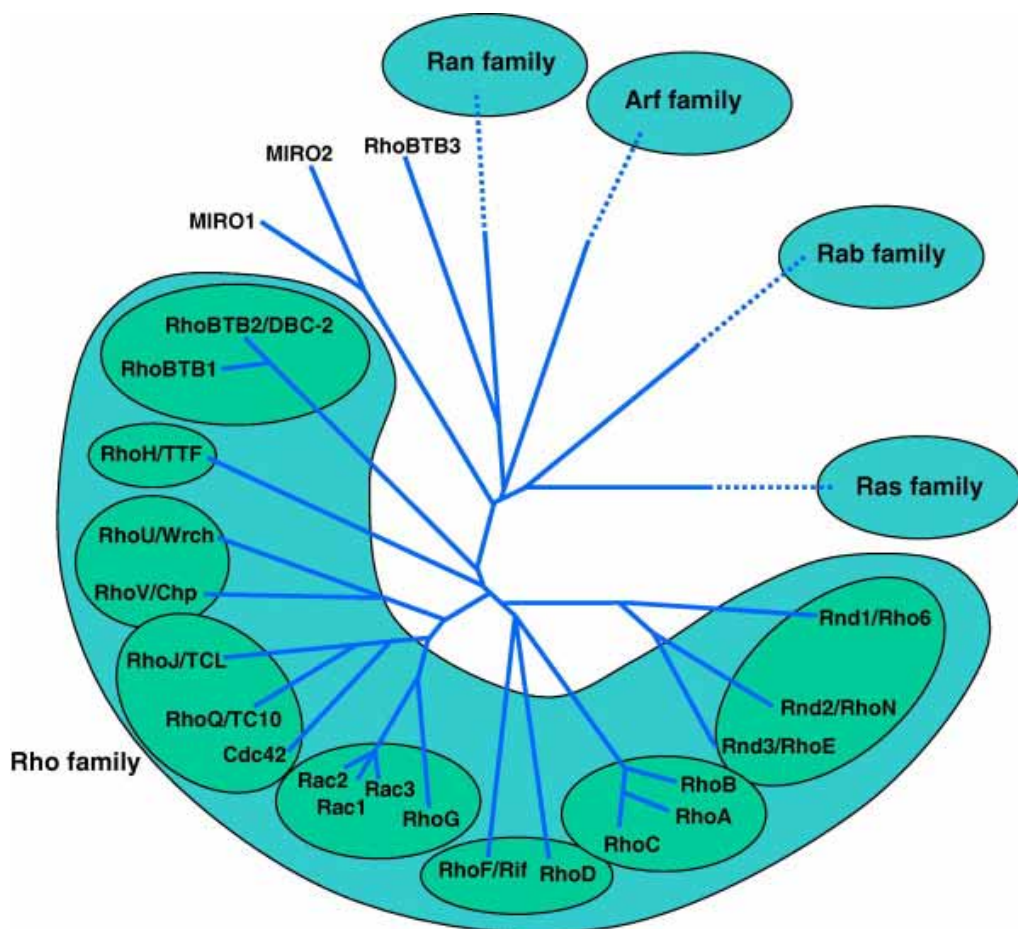 Ran family
Arf family
MIRO2
RhoBTB3
MIRO1
Rab family
RhoBTB2/DBC-2
RhoBTB1
RhoH/TTF
Ras family
RhoU/Wrch
RhoV/Chp
Rnd1/Rho6
RhoJ/TCL
RhoQ/TC10
Rnd2/RhoN
Cdc42
Rnd3/RhoE
Rho family
Rac2
Rac3
Rac1
RhoG
RhoB
RhoA
RhoC
RhoF/Rif
RhoD